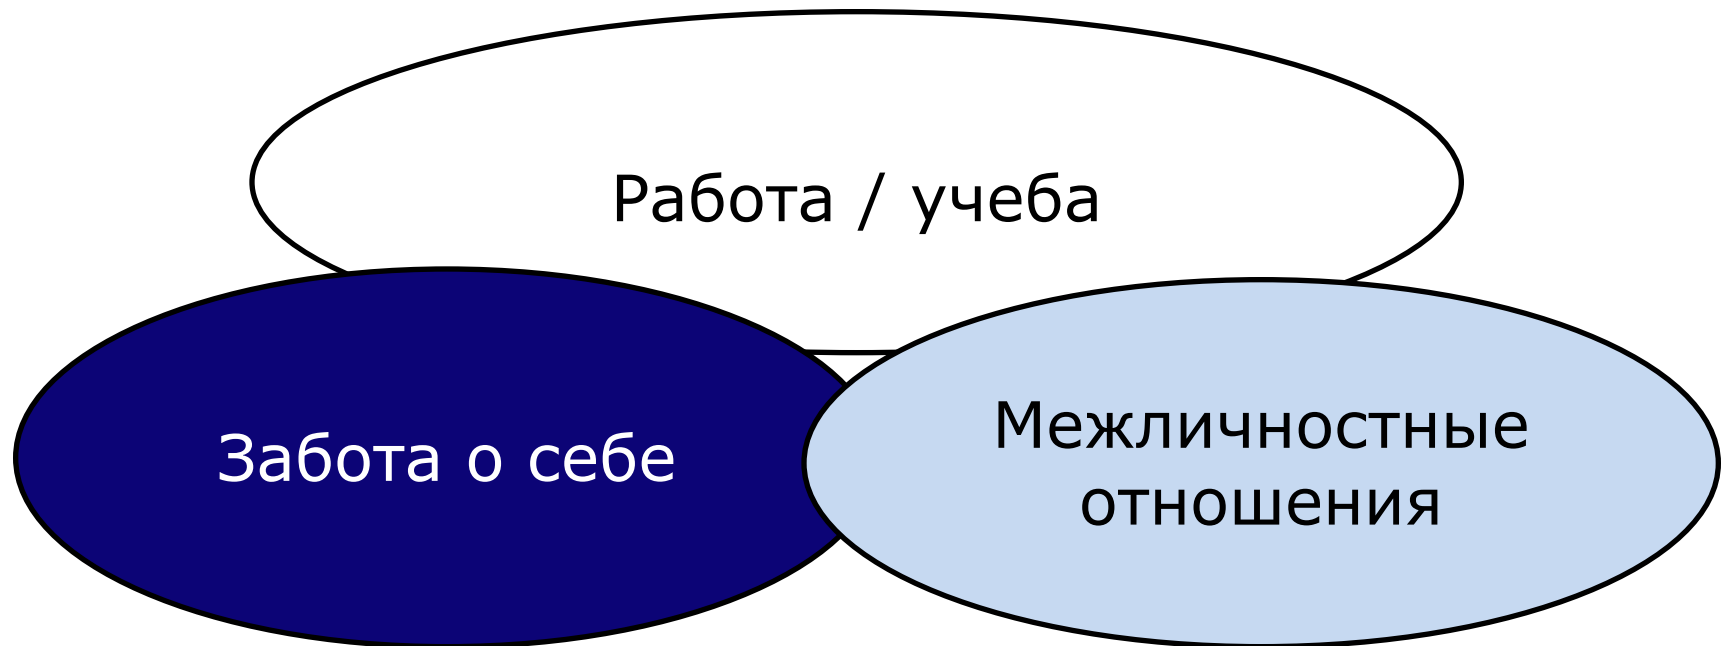 Работа / учеба
Забота о себе
Межличностные
отношения